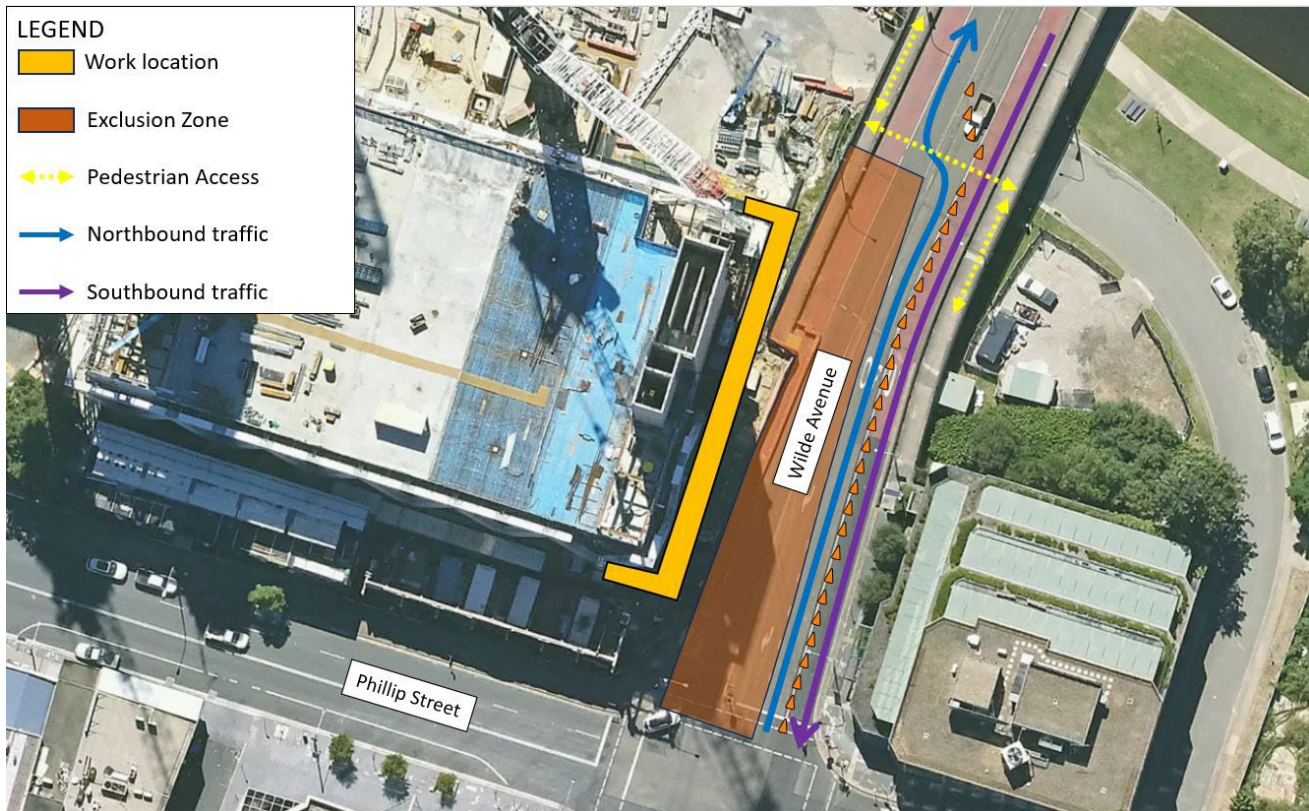 LEGEND
Work location
Exclusion Zone
Pedestrian Access
Northbound traffic
Southbound traffic
Wilde Avenue
Phillip Street